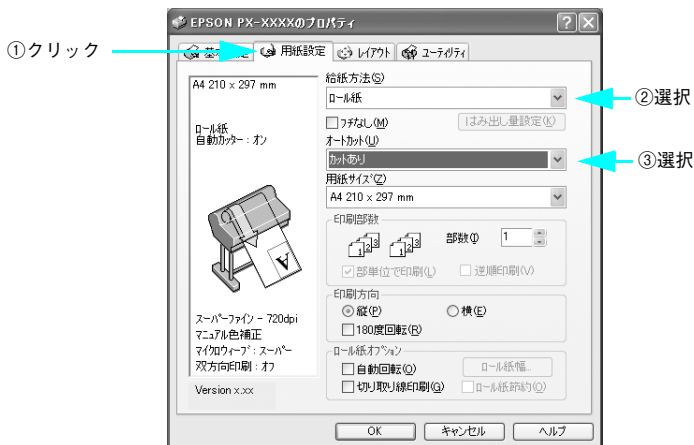 EPSON PX-XXXXのプロパティ
①クリック
用紙設定
レイアウト
ユーティリティ
A4 210 x 297 mm
ロール紙
自動カッター : オン
A
スーパーファイン - 720dpi
マニュアル色補正
マイクロウィーブ : スーパー
双方向印刷 : オフ
Version x.xx
給紙方法(S)
ロール紙
②選択
フチなし(M)
はみ出し量設定(K)
オートカット(U)
カットあり
③選択
用紙サイズ(Z)
A4 210 x 297 mm
印刷部数
1 2 3 1 2 3
部数(I) 1
部単位で印刷(L)
逆順印刷(V)
印刷方向
縦(P)
横(E)
180度回転(R)
ロール紙オプション
自動回転(O)
ロール紙幅...
切り取り線印刷(G)
ロール紙節約(O)
OK
キャンセル
ヘルプ